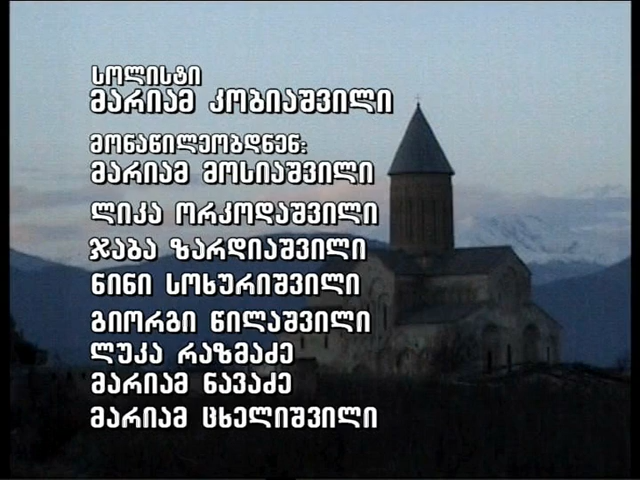 სოლისტი
მარიამ კობიაშვილი
მონაწილეობდნენ:
მარიამ მოსიაშვილი
ლიკა ორკოდაშვილი
ჯაბა ზარდიაშვილი
ნინი სოხურიშვილი
გიორგი წილაშვილი
ლუკა რაზმაძე
მარიამ ნავაძე
მარიამ ცხელიშვილი